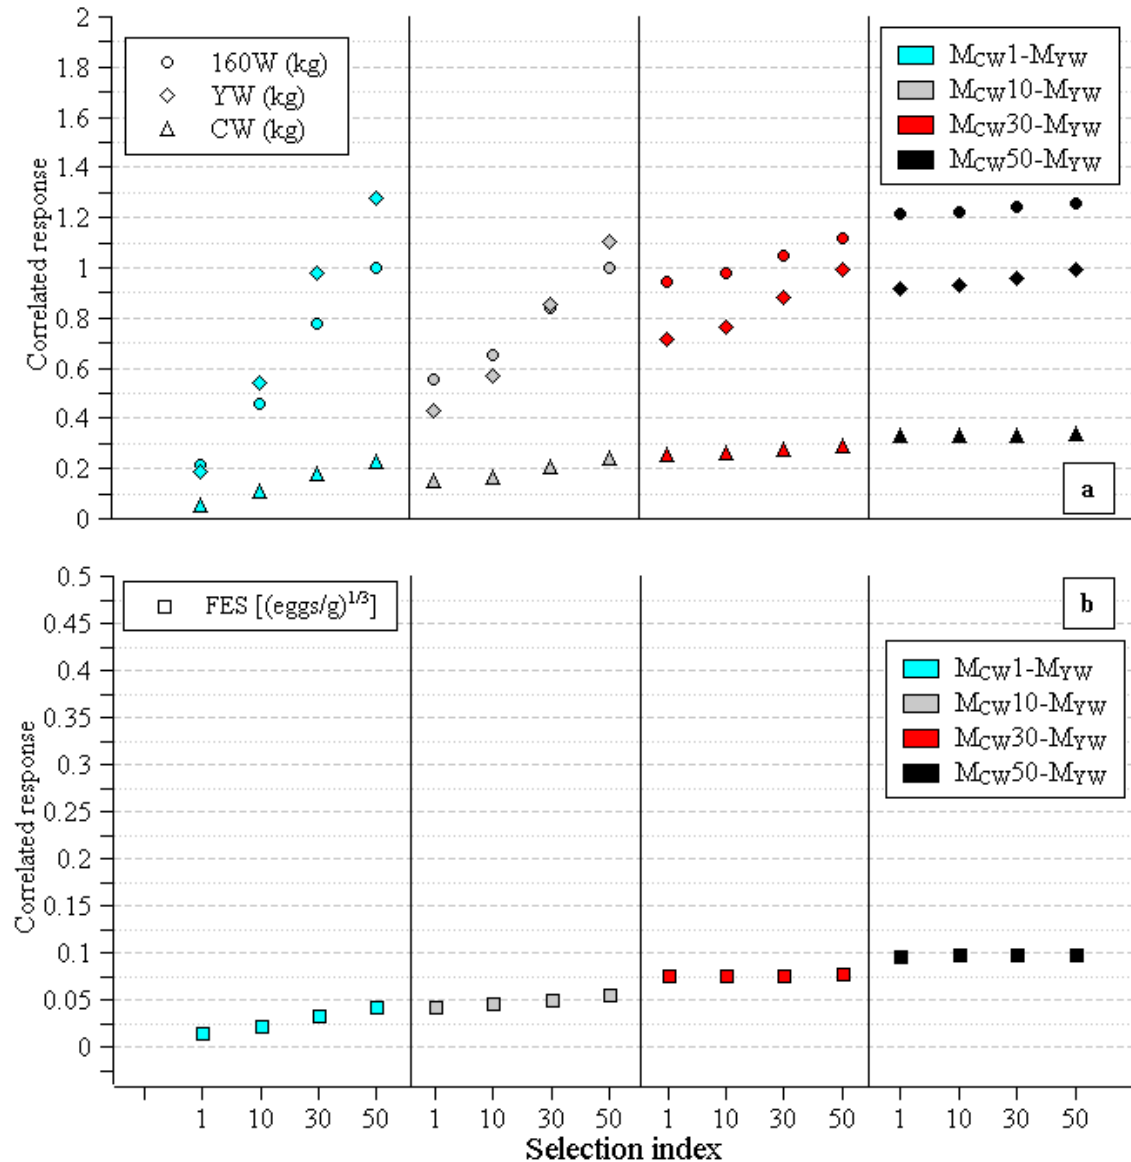 2
1.8
1.6
1.4
1.2
1
0.8
0.6
0.4
0.2
0
Correlated response
160W (kg)
YW (kg)
CW (kg)
MCW1-MYW
MCW10-MYW
MCW30-MYW
MCW50-MYW
a
0.5
0.45
0.4
0.35
0.3
0.25
0.2
0.15
0.1
0.05
0
Correlated response
FES [(eggs/g)1/3]
b
MCW1-MYW
MCW10-MYW
MCW30-MYW
MCW50-MYW
1 10 30 50 1 10 30 50 1 10 30 50 1 10 30 50
Selection index